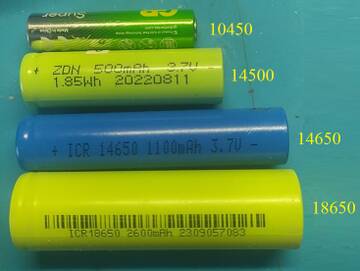 GP
Super
10450
+ ZDN 500mAh 3.7V
1.85Wh 20220811
14500
+ ICR 14650 1100mAh 3.7V -
14650
ICR18650 2600mAh 2309057083
18650